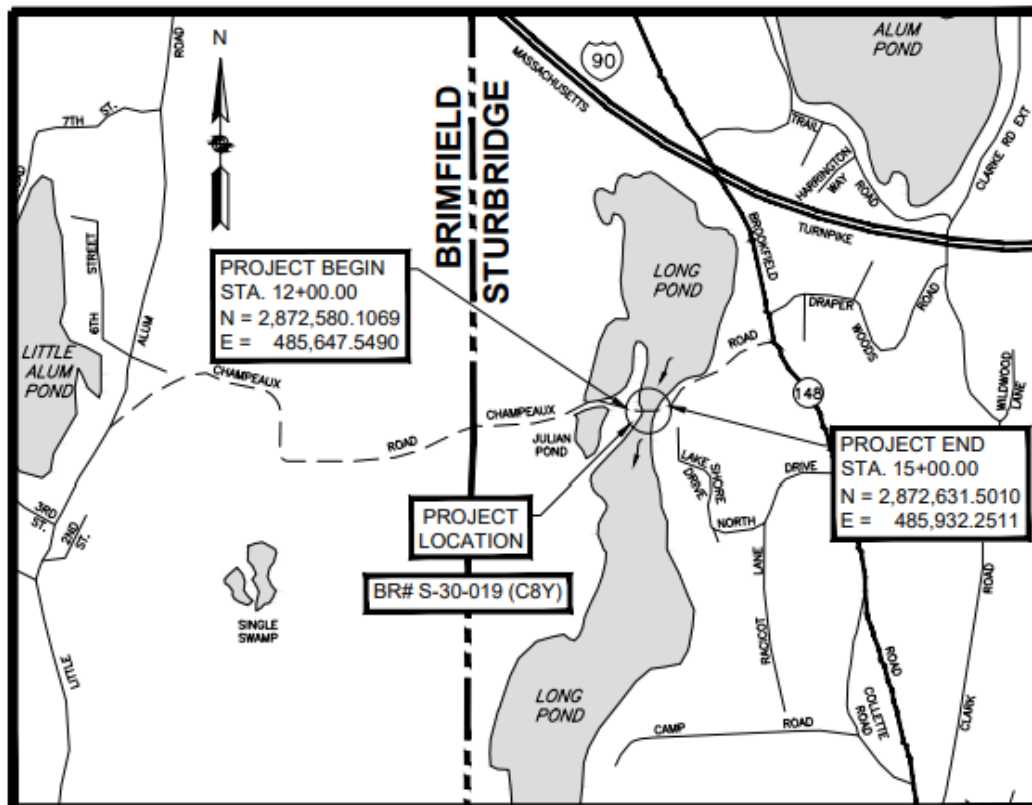 N
ROAD
7TH
ST.
ROAD
STREET
6TH
ALUM
LITTLE
ALUM
POND
3RD
ST.
2ND
ST.
LITTLE
CHAMPEAUX
ROAD
SINGLE
SWAMP
BRIMFIELD
STURBRIDGE
PROJECT BEGIN
STA. 12+00.00
N = 2,872,580.1069
E = 485,647.5490
MASSACHUSETTS
90
TURNPIKE
ALUM
POND
TRAIL
HARRINGTON
WAY
ROAD
CLARKE RD EXT
BROOKFIELD
LONG
POND
DRAPER
WOODS
ROAD
ROAD
WILDWOOD
LANE
148
CHAMPEAUX
JULIAN
POND
PROJECT END
STA. 15+00.00
N = 2,872,631.5010
E = 485,932.2511
LAKE SHORE
DRIVE
NORTH
DRIVE
PROJECT
LOCATION
BR# S-30-019 (C8Y)
LANE
RACICOT
LONG
POND
CAMP
ROAD
COLLETTE
ROAD
ROAD
ROAD
CLARK